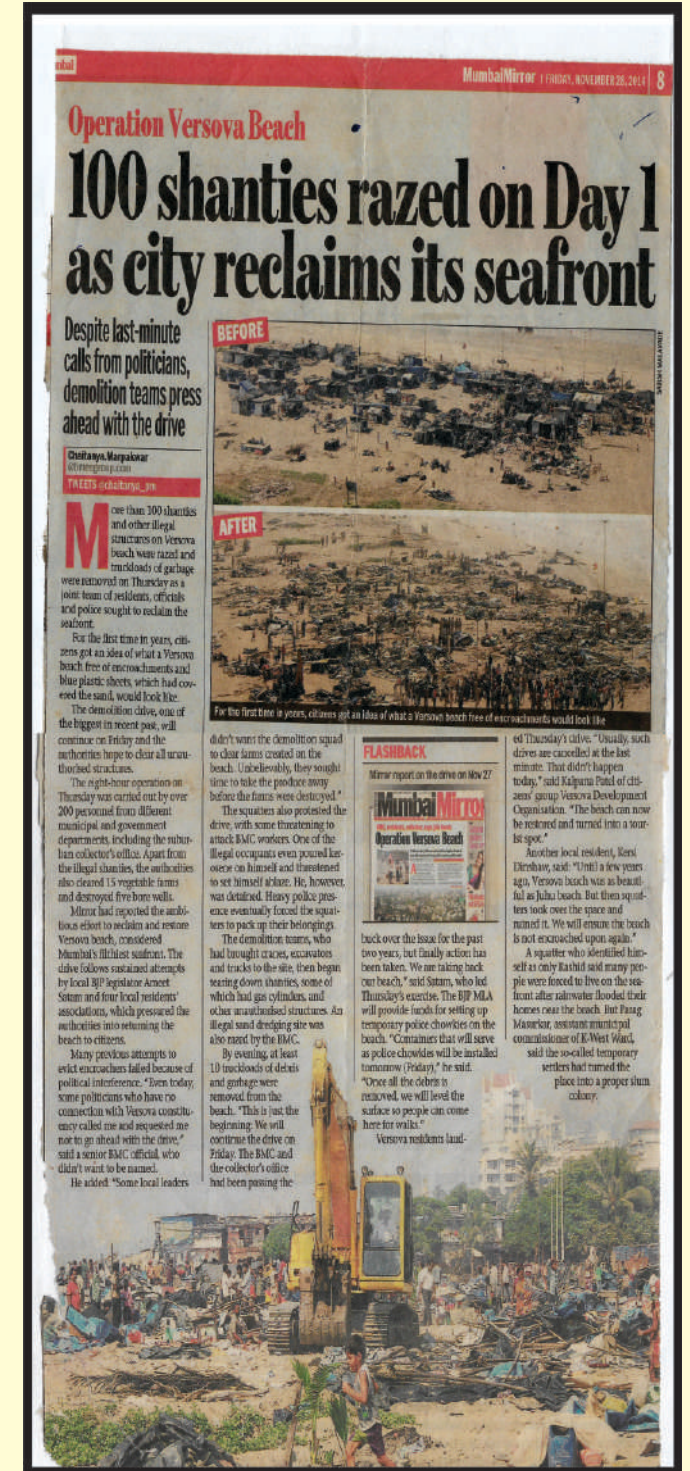 MumbaiMirror | FRIDAY, NOVEMBER 28, 2014 | 8
Operation Versova Beach
100 shanties razed on Day 1
as city reclaims its seafront
Despite last-minute
calls from politicians,
demolition teams press
ahead with the drive
Chaitanya.Marpakwar
@timesgroup.com
TWEETS @chaitanya_pm
BEFORE
AFTER
For the first time in years, citizens got an idea of what a Versova beach free of encroachments would look like
More than 100 shanties
and other illegal
structures on Versova
beach were razed and
truckloads of garbage
were removed on Thursday as a
joint team of residents, officials
and police sought to reclaim the
seafront.
For the first time in years, citi-
zens got an idea of what a Versova
beach free of encroachments and
blue plastic sheets, which had cov-
ered the sand, would look like.
The demolition drive, one of
the biggest in recent past, will
continue on Friday and the
authorities hope to clear all unau-
thorised structures.
The eight-hour operation on
Thursday was carried out by over
200 personnel from different
municipal and government
departments, including the subur-
ban collector's office. Apart from
the illegal shanties, the authorities
also cleared 15 vegetable farms
and destroyed five bore wells.
Mirror had reported the ambi-
tious effort to reclaim and restore
Versova beach, considered
Mumbai's filthiest seafront. The
drive follows sustained attempts
by local BJP legislator Ameet
Satam and four local residents'
associations, which pressured the
authorities into returning the
beach to citizens.
Many previous attempts to
evict encroachers failed because of
political interference. "Even today,
some politicians who have no
connection with Versova constitu-
ency called me and requested me
not to go ahead with the drive,"
said a senior BMC official, who
didn't want to be named.
He added: "Some local leaders
didn't want the demolition squad
to clear farms created on the
beach. Unbelievably, they sought
time to take the produce away
before the farms were destroyed."
The squatters also protested the
drive, with some threatening to
attack BMC workers. One of the
illegal occupants even poured ker-
osene on himself and threatened
to set himself ablaze. He, however,
was detained. Heavy police pres-
ence eventually forced the squat-
ters to pack up their belongings.
The demolition teams, who
had brought cranes, excavators
and trucks to the site, then began
tearing down shanties, some of
which had gas cylinders, and
other unauthorised structures. An
illegal sand dredging site was
also razed by the BMC.
By evening, at least
10 truckloads of debris
and garbage were
removed from the
beach. "This is just the
beginning. We will
continue the drive on
Friday. The BMC and
the collector's office
had been passing the
FLASHBACK
Mirror report on the drive on Nov 27
MumbaiMirror
Operation Versova Beach
buck over the issue for the past
two years, but finally action has
been taken. We are taking back
our beach," said Satam, who led
Thursday's exercise. The BJP MLA
will provide funds for setting up
temporary police chowkies on the
beach. "Containers that will serve
as police chowkies will be installed
tomorrow (Friday)," he said.
"Once all the debris is
removed, we will level the
surface so people can come
here for walks."
Versova residents laud-
ed Thursday's drive. "Usually, such
drives are cancelled at the last
minute. That didn't happen
today," said Kalpana Patel of citi-
zens' group Versova Development
Organisation. "The beach can now
be restored and turned into a tour-
ist spot."
Another local resident, Kersi
Dinshaw, said: "Until a few years
ago, Versova beach was as beauti-
ful as Juhu beach. But then squat-
ters took over the space and
ruined it. We will ensure the beach
is not encroached upon again."
A squatter who identified him-
self as only Rashid said many peo-
ple were forced to live on the sea-
front after rainwater flooded their
homes near the beach. But Parag
Masurkar, assistant municipal
commissioner of K-West Ward,
said the so-called temporary
settlers had turned the
place into a proper slum
colony.